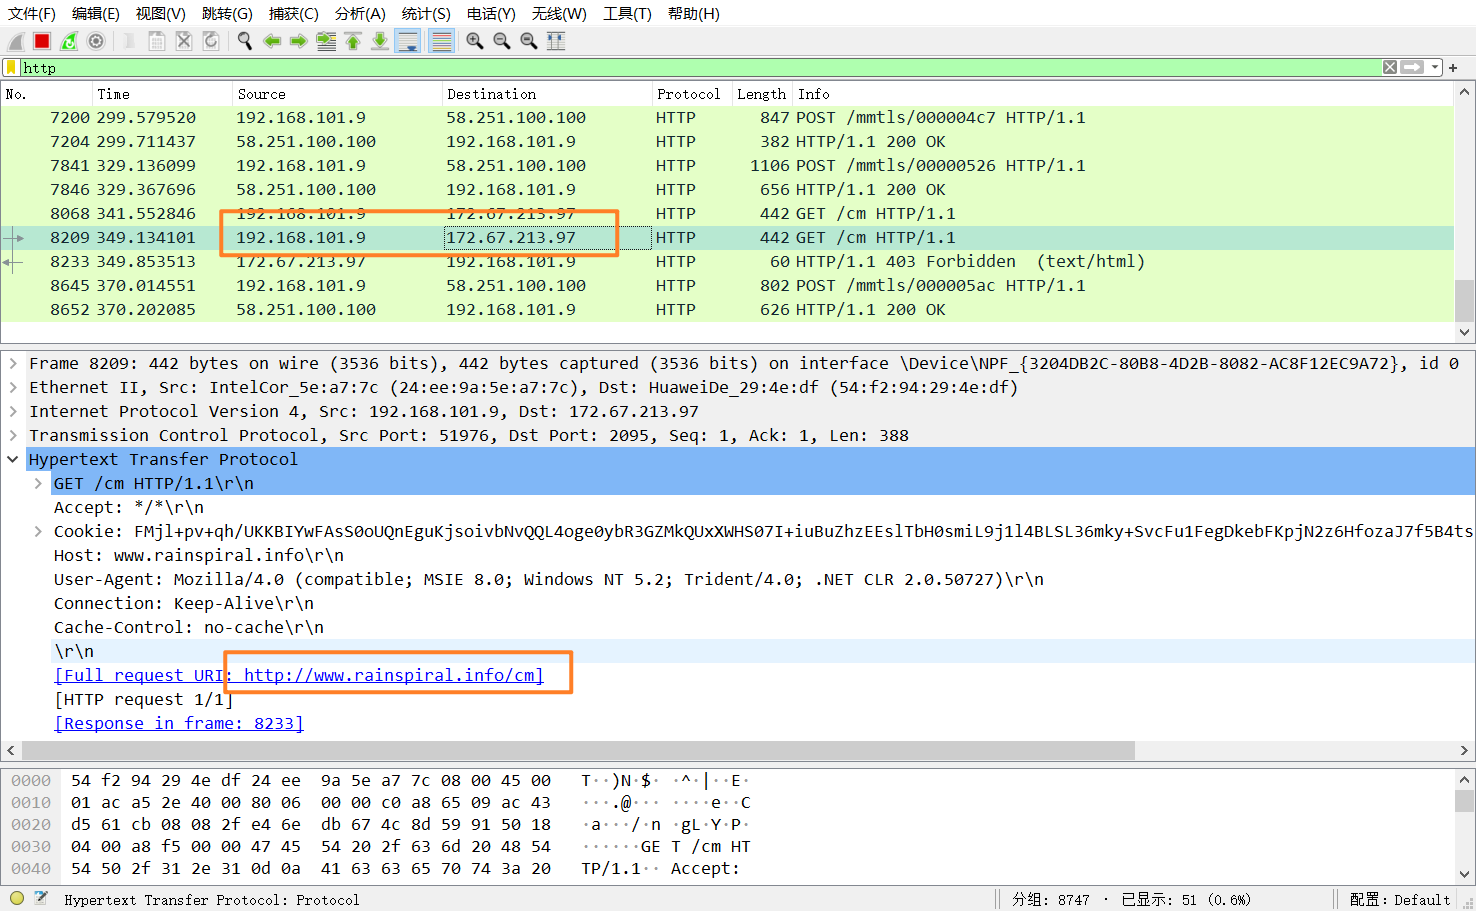 文件(F) 编辑(E) 视图(V) 跳转(G) 捕获(C) 分析(A) 统计(S) 电话(Y) 无线(W) 工具(T) 帮助(H)
http
No. Time Source Destination Protocol Length Info
7200 299.579520 192.168.101.9 58.251.100.100 HTTP 847 POST /mmtls/000004c7 HTTP/1.1
7204 299.711437 58.251.100.100 192.168.101.9 HTTP 382 HTTP/1.1 200 OK
7841 329.136099 192.168.101.9 58.251.100.100 HTTP 1106 POST /mmtls/00000526 HTTP/1.1
7846 329.367696 58.251.100.100 192.168.101.9 HTTP 656 HTTP/1.1 200 OK
8068 341.552846 192.168.101.9 172.67.213.97 HTTP 442 GET /cm HTTP/1.1
8209 349.134101 192.168.101.9 172.67.213.97 HTTP 442 GET /cm HTTP/1.1
8233 349.853513 172.67.213.97 192.168.101.9 HTTP 60 HTTP/1.1 403 Forbidden (text/html)
8645 370.014551 192.168.101.9 58.251.100.100 HTTP 802 POST /mmtls/000005ac HTTP/1.1
8652 370.202085 58.251.100.100 192.168.101.9 HTTP 626 HTTP/1.1 200 OK
Frame 8209: 442 bytes on wire (3536 bits), 442 bytes captured (3536 bits) on interface \Device\NPF_{3204DB2C-80B8-4D2B-8082-AC8F12EC9A72}, id 0
Ethernet II, Src: IntelCor_5e:a7:7c (24:ee:9a:5e:a7:7c), Dst: HuaweiDe_29:4e:df (54:f2:94:29:4e:df)
Internet Protocol Version 4, Src: 192.168.101.9, Dst: 172.67.213.97
Transmission Control Protocol, Src Port: 51976, Dst Port: 2095, Seq: 1, Ack: 1, Len: 388
Hypertext Transfer Protocol
GET /cm HTTP/1.1\r\n
Accept: */*\r\n
Cookie: FMjl+pv+qh/UKKBIYwFAsS0oUQnEguKjsoivbNvQQL4oge0ybR3GZMkQUxXWHS07I+iuBuZhzEEslTbH0smiL9j1l4BLSL36mky+SvcFu1FegDkebFKpjN2z6HfozaJ7f5B4ts
Host: www.rainspiral.info\r\n
User-Agent: Mozilla/4.0 (compatible; MSIE 8.0; Windows NT 5.2; Trident/4.0; .NET CLR 2.0.50727)\r\n
Connection: Keep-Alive\r\n
Cache-Control: no-cache\r\n
\r\n
[Full request URI: http://www.rainspiral.info/cm]
[HTTP request 1/1]
[Response in frame: 8233]
0000 54 f2 94 29 4e df 24 ee 9a 5e a7 7c 08 00 45 00 T··)N·$· ·^·|··E·
0010 01 ac a5 2e 40 00 80 06 00 00 c0 a8 65 09 ac 43 ···.@··· ····e··C
0020 d5 61 cb 08 08 2f e4 6e db 67 4c 8d 59 91 50 18 ·a···/·n ·gL·Y·P·
0030 04 00 a8 f5 00 00 47 45 54 20 2f 63 6d 20 48 54 ······GE T /cm HT
0040 54 50 2f 31 2e 31 0d 0a 41 63 63 65 70 74 3a 20 TP/1.1·· Accept:
Hypertext Transfer Protocol: Protocol 分组: 8747 · 已显示: 51 (0.6%) 配置: Default